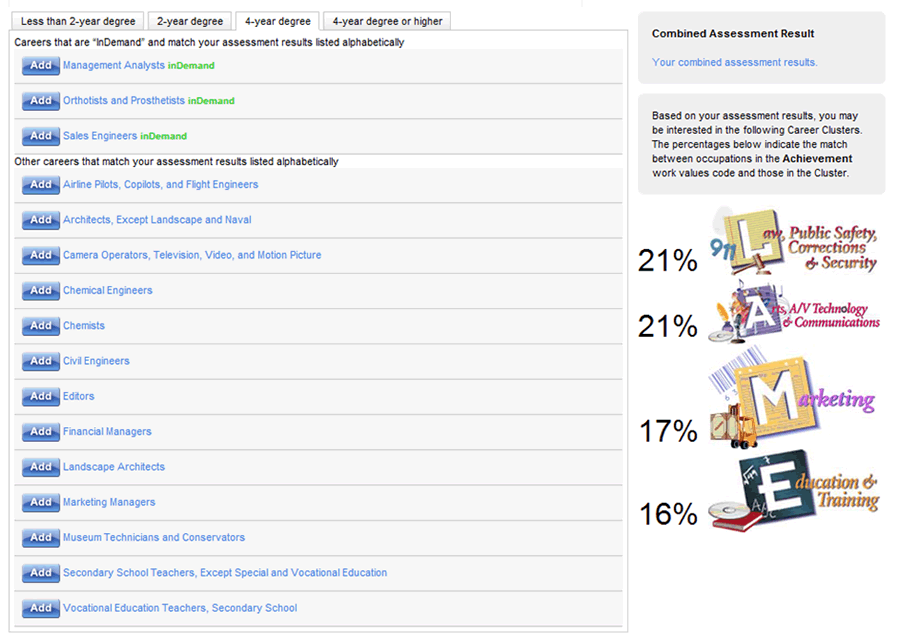 Less than 2-year degree
2-year degree
4-year degree
4-year degree or higher
Careers that are “InDemand” and match your assessment results listed alphabetically
Add Management Analysts inDemand
Add Orthotists and Prosthetists inDemand
Add Sales Engineers inDemand
Other careers that match your assessment results listed alphabetically
Add Airline Pilots, Copilots, and Flight Engineers
Add Architects, Except Landscape and Naval
Add Camera Operators, Television, Video, and Motion Picture
Add Chemical Engineers
Add Chemists
Add Civil Engineers
Add Editors
Add Financial Managers
Add Landscape Architects
Add Marketing Managers
Add Museum Technicians and Conservators
Add Secondary School Teachers, Except Special and Vocational Education
Add Vocational Education Teachers, Secondary School
Combined Assessment Result
Your combined assessment results.
Based on your assessment results, you may
be interested in the following Career Clusters.
The percentages below indicate the match
between occupations in the Achievement
work values code and those in the Cluster.
21%
911
Law, Public Safety,
Corrections
& Security
21%
Arts, A/V Technology
& Communications
17%
Marketing
16%
Education &
Training